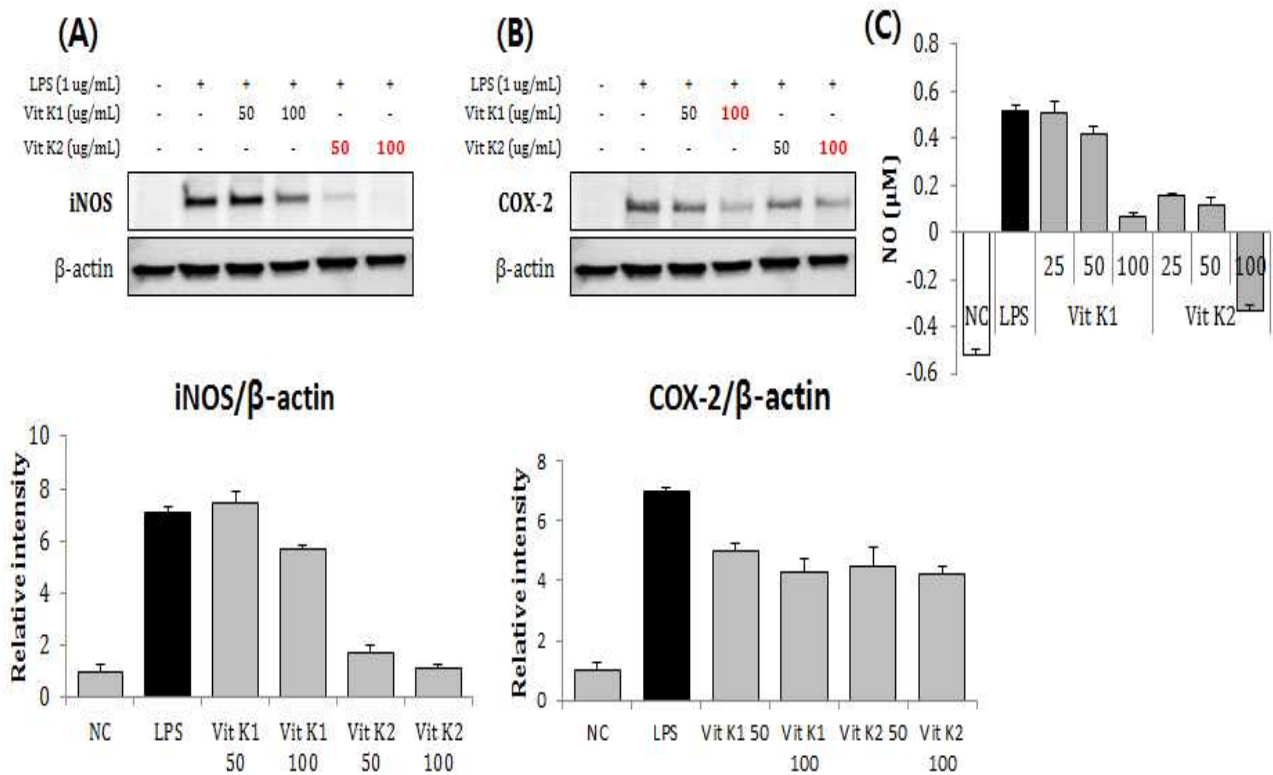 (A)
LPS (1 ug/mL) - + + + + +
Vit K1 (ug/mL) - - 50 100 - -
Vit K2 (ug/mL) - - - - 50 100
iNOS
β-actin
(B)
LPS (1 ug/mL) - + + + + +
Vit K1 (ug/mL) - - 50 100 - -
Vit K2 (ug/mL) - - - - 50 100
COX-2
β-actin
(C)
NO (μM)
0.8
0.6
0.4
0.2
0
-0.2
-0.4
-0.6
25 50 100 25 50 100
NC LPS Vit K1 Vit K2
iNOS/β-actin
Relative intensity
10
8
6
4
2
0
NC LPS Vit K1 Vit K1 Vit K2 Vit K2
50 100 50 100
COX-2/β-actin
Relative intensity
8
6
4
2
0
NC LPS Vit K1 50 Vit K1 Vit K2 50 Vit K2
100 100